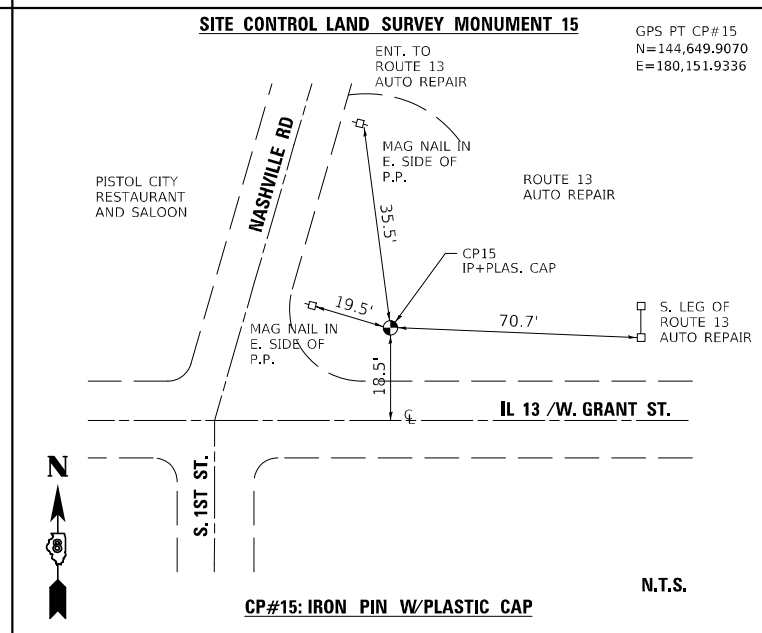 SITE CONTROL LAND SURVEY MONUMENT 15
GPS PT CP#15
N=144,649.9070
E=180,151.9336
ENT. TO
ROUTE 13
AUTO REPAIR
NASHVILLE RD
MAG NAIL IN
E. SIDE OF
P.P.
PISTOL CITY
RESTAURANT
AND SALOON
ROUTE 13
AUTO REPAIR
35.5'
CP15
IP+PLAS. CAP
19.5'
70.7'
S. LEG OF
ROUTE 13
AUTO REPAIR
MAG NAIL IN
E. SIDE OF
P.P.
18.5'
℄
IL 13 /W. GRANT ST.
N
8
S. 1ST ST.
N.T.S.
CP#15: IRON PIN W/PLASTIC CAP